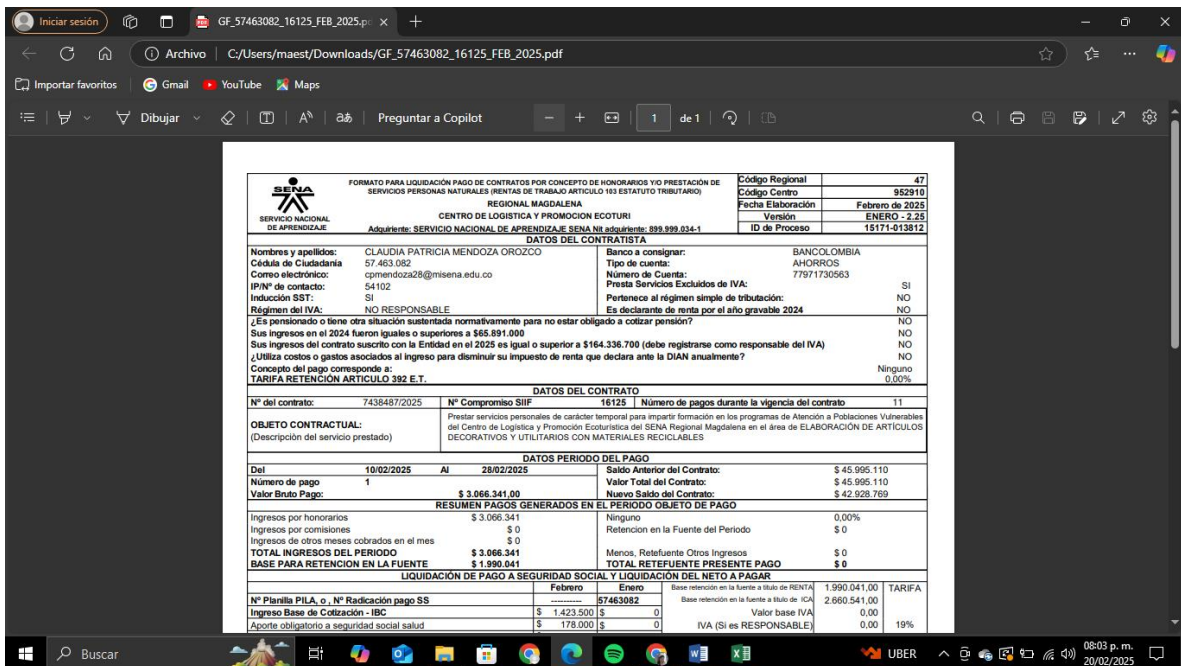 Iniciar sesión
GF_57463082_16125_FEB_2025.p
Archivo C:/Users/maest/Downloads/GF_57463082_16125_FEB_2025.pdf
Importar favoritos Gmail YouTube Maps
Dibujar Preguntar a Copilot 1 de 1
SENA
SERVICIO NACIONAL
DE APRENDIZAJE
FORMATO PARA LIQUIDACIÓN PAGO DE CONTRATOS POR CONCEPTO DE HONORARIOS Y/O PRESTACIÓN DE
SERVICIOS PERSONAS NATURALES (RENTAS DE TRABAJO ARTICULO 103 ESTATUTO TRIBUTARIO)
REGIONAL MAGDALENA
CENTRO DE LOGISTICA Y PROMOCION ECOTURI
Adquiriente: SERVICIO NACIONAL DE APRENDIZAJE SENA Nit adquiriente: 899.999.034-1
Código Regional 47
Código Centro 952910
Fecha Elaboración Febrero de 2025
Versión ENERO - 2.25
ID de Proceso 15171-013812
DATOS DEL CONTRATISTA
Nombres y apellidos: CLAUDIA PATRICIA MENDOZA OROZCO Banco a consignar: BANCOLOMBIA
Cédula de Ciudadanía 57.463.082 Tipo de cuenta: AHORROS
Correo electrónico: cpmendoza28@misena.edu.co Número de Cuenta: 77971730563
IP/Nº de contacto: 54102 Presta Servicios Excluidos de IVA: SI
Inducción SST: SI Pertenece al régimen simple de tributación: NO
Régimen del IVA: NO RESPONSABLE Es declarante de renta por el año gravable 2024 NO
¿Es pensionado o tiene otra situación sustentada normativamente para no estar obligado a cotizar pensión? NO
Sus ingresos en el 2024 fueron iguales o superiores a $65.891.000 NO
Sus ingresos del contrato suscrito con la Entidad en el 2025 es igual o superior a $164.336.700 (debe registrarse como responsable del IVA) NO
¿Utiliza costos o gastos asociados al ingreso para disminuir su impuesto de renta que declara ante la DIAN anualmente? NO
Concepto del pago corresponde a: Ninguno
TARIFA RETENCIÓN ARTICULO 392 E.T. 0,00%
DATOS DEL CONTRATO
Nº del contrato: 7438487/2025 Nº Compromiso SIIF 16125 Número de pagos durante la vigencia del contrato 11
OBJETO CONTRACTUAL:
(Descripción del servicio prestado)
Prestar servicios personales de carácter temporal para impartir formación en los programas de Atención a Poblaciones Vulnerables
del Centro de Logística y Promoción Ecoturística del SENA Regional Magdalena en el área de ELABORACIÓN DE ARTÍCULOS
DECORATIVOS Y UTILITARIOS CON MATERIALES RECICLABLES
DATOS PERIODO DEL PAGO
Del 10/02/2025 Al 28/02/2025 Saldo Anterior del Contrato: $ 45.995.110
Número de pago 1 Valor Total del Contrato: $ 45.995.110
Valor Bruto Pago: $ 3.066.341,00 Nuevo Saldo del Contrato: $ 42.928.769
RESUMEN PAGOS GENERADOS EN EL PERIODO OBJETO DE PAGO
Ingresos por honorarios $ 3.066.341 Ninguno 0,00%
Ingresos por comisiones $ 0 Retencion en la Fuente del Periodo $ 0
Ingresos de otros meses cobrados en el mes $ 0
TOTAL INGRESOS DEL PERIODO $ 3.066.341 Menos, Retefuente Otros Ingresos $ 0
BASE PARA RETENCION EN LA FUENTE $ 1.990.041 TOTAL RETEFUENTE PRESENTE PAGO $ 0
LIQUIDACIÓN DE PAGO A SEGURIDAD SOCIAL Y LIQUIDACIÓN DEL NETO A PAGAR
Febrero Enero Base retención en la fuente a titulo de RENTA 1.990.041,00 TARIFA
Nº Planilla PILA, o , Nº Radicación pago SS ---------- 57463082 Base retención en la fuente a titulo de ICA 2.660.541,00
Ingreso Base de Cotización - IBC $ 1.423.500 $ 0 Valor base IVA 0,00
Aporte obligatorio a seguridad social salud $ 178.000 $ 0 IVA (Si es RESPONSABLE) 0,00 19%
Buscar UBER 08:03 p. m.
20/02/2025